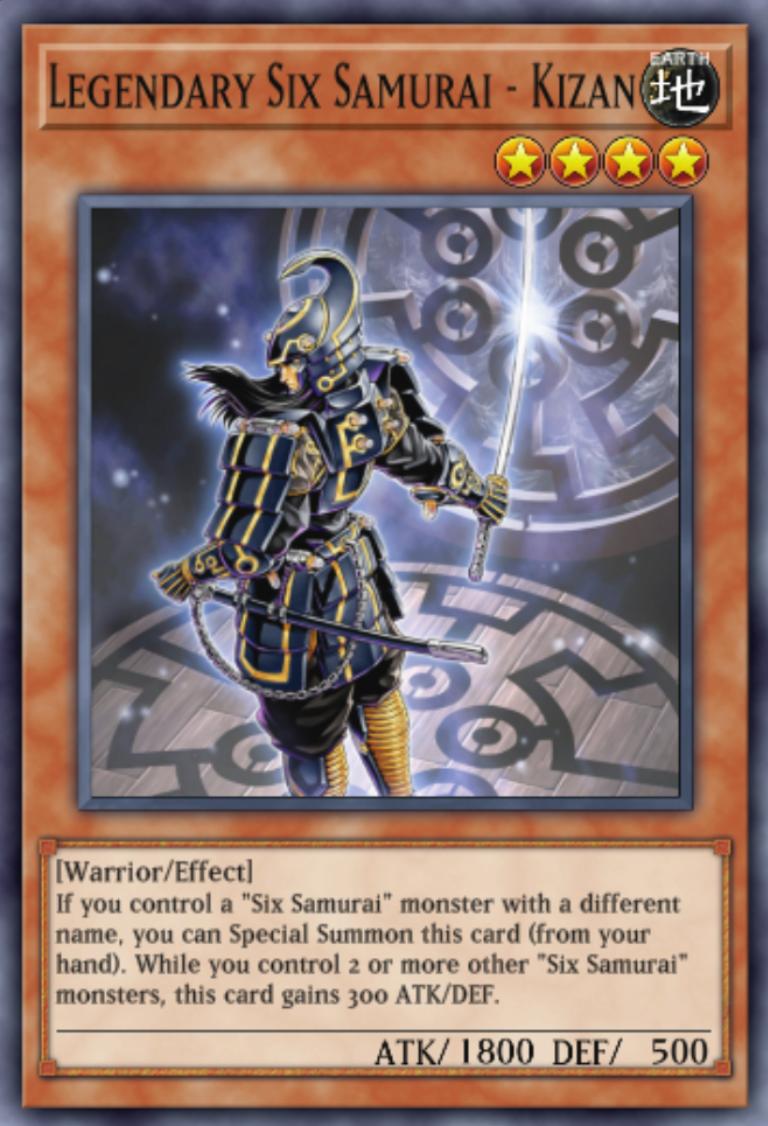 Legendary Six Samurai - Kizan
EARTH
地
[Warrior/Effect]
If you control a "Six Samurai" monster with a different
name, you can Special Summon this card (from your
hand). While you control 2 or more other "Six Samurai"
monsters, this card gains 300 ATK/DEF.
ATK/ 1800 DEF/ 500